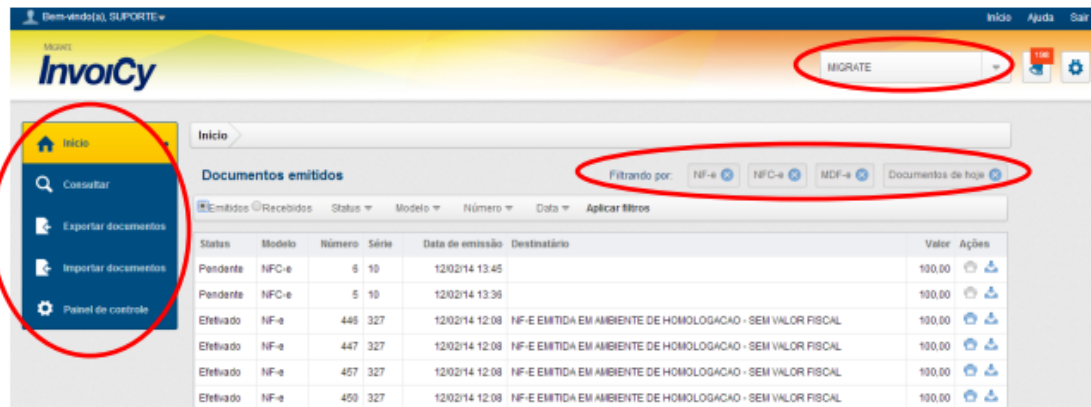 Bem-vindo(a), SUPORTE
Início Ajuda Sair
MIGRATE
InvoiCy
MIGRATE
196
Início
Consultar
Exportar documentos
Importar documentos
Painel de controle
Início
Documentos emitidos
Filtrando por: NF-e NFC-e MDF-e Documentos de hoje
Emitidos Recebidos Status Modelo Número Data Aplicar filtros
Status Modelo Número Série Data de emissão Destinatário Valor Ações
Pendente NFC-e 6 10 12/02/14 13:45 100,00
Pendente NFC-e 5 10 12/02/14 13:36 100,00
Efetivado NF-e 446 327 12/02/14 12:08 NF-E EMITIDA EM AMBIENTE DE HOMOLOGACAO - SEM VALOR FISCAL 100,00
Efetivado NF-e 447 327 12/02/14 12:08 NF-E EMITIDA EM AMBIENTE DE HOMOLOGACAO - SEM VALOR FISCAL 100,00
Efetivado NF-e 457 327 12/02/14 12:08 NF-E EMITIDA EM AMBIENTE DE HOMOLOGACAO - SEM VALOR FISCAL 100,00
Efetivado NF-e 450 327 12/02/14 12:08 NF-E EMITIDA EM AMBIENTE DE HOMOLOGACAO - SEM VALOR FISCAL 100,00